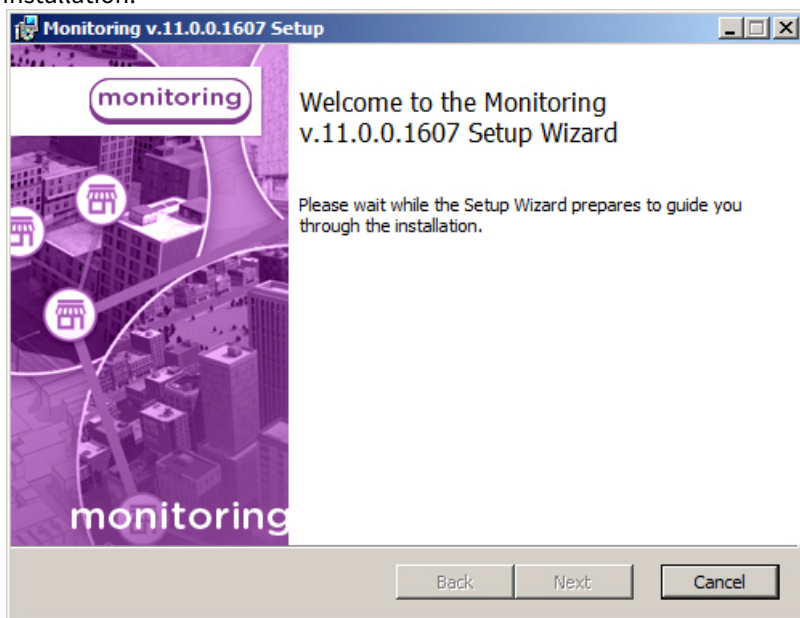 installation.
Monitoring v.11.0.0.1607 Setup
monitoring
Welcome to the Monitoring
v.11.0.0.1607 Setup Wizard
Please wait while the Setup Wizard prepares to guide you
through the installation.
monitoring
Back
Next
Cancel